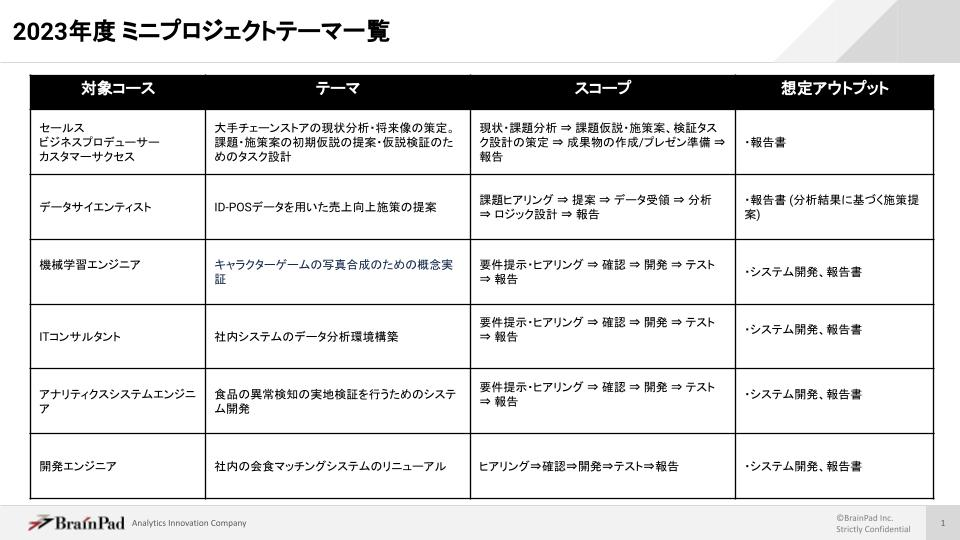 2023年度 ミニプロジェクトテーマ一覧
対象コース
テーマ
スコープ
想定アウトプット
セールス
ビジネスプロデューサー
カスタマーサクセス
大手チェーンストアの現状分析・将来像の策定。
課題・施策案の初期仮説の提案・仮説検証のた
めのタスク設計
現状・課題分析 ⇒ 課題仮説・施策案、検証タス
ク設計の策定 ⇒ 成果物の作成/プレゼン準備 ⇒
報告
・報告書
データサイエンティスト
ID-POSデータを用いた売上向上施策の提案
課題ヒアリング ⇒ 提案 ⇒ データ受領 ⇒ 分析
⇒ ロジック設計 ⇒ 報告
・報告書 (分析結果に基づく施策提
案)
機械学習エンジニア
キャラクターゲームの写真合成のための概念実
証
要件提示・ヒアリング ⇒ 確認 ⇒ 開発 ⇒ テスト
⇒ 報告
・システム開発、報告書
ITコンサルタント
社内システムのデータ分析環境構築
要件提示・ヒアリング ⇒ 確認 ⇒ 開発 ⇒ テスト
⇒ 報告
・システム開発、報告書
アナリティクスシステムエンジニ
ア
食品の異常検知の実地検証を行うためのシステ
ム開発
要件提示・ヒアリング ⇒ 確認 ⇒ 開発 ⇒ テスト
⇒ 報告
・システム開発、報告書
開発エンジニア
社内の会食マッチングシステムのリニューアル
ヒアリング⇒確認⇒開発⇒テスト⇒報告
・システム開発、報告書
BrainPad Analytics Innovation Company
©BrainPad Inc.
Strictly Confidential
1